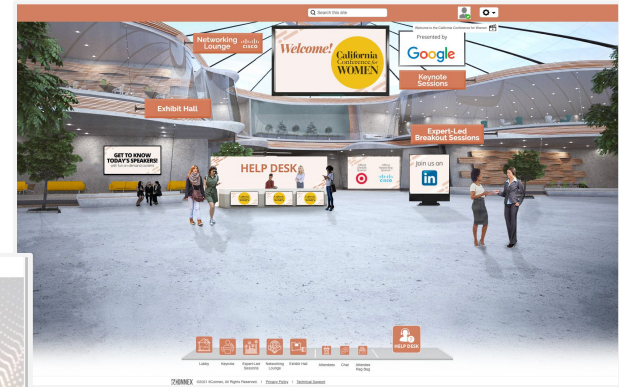 Search this site
Welcome to the California Conference for Women
Networking
Lounge
cisco
Welcome!
California
Conference for
WOMEN
Presented by
Google
Keynote
Sessions
Exhibit Hall
Expert-Led
Breakout Sessions
GET TO KNOW
TODAY'S SPEAKERS!
HELP DESK
cisco
Join us on
in
HELP DESK
Lobby
Keynote
Expert-Led
Sessions
Networking
Lounge
Exhibit Hall
Attendees
Chat
Attendee
Reg Bag
©2021 vConnex, All Rights Reserved. | Privacy Policy | Technical Support